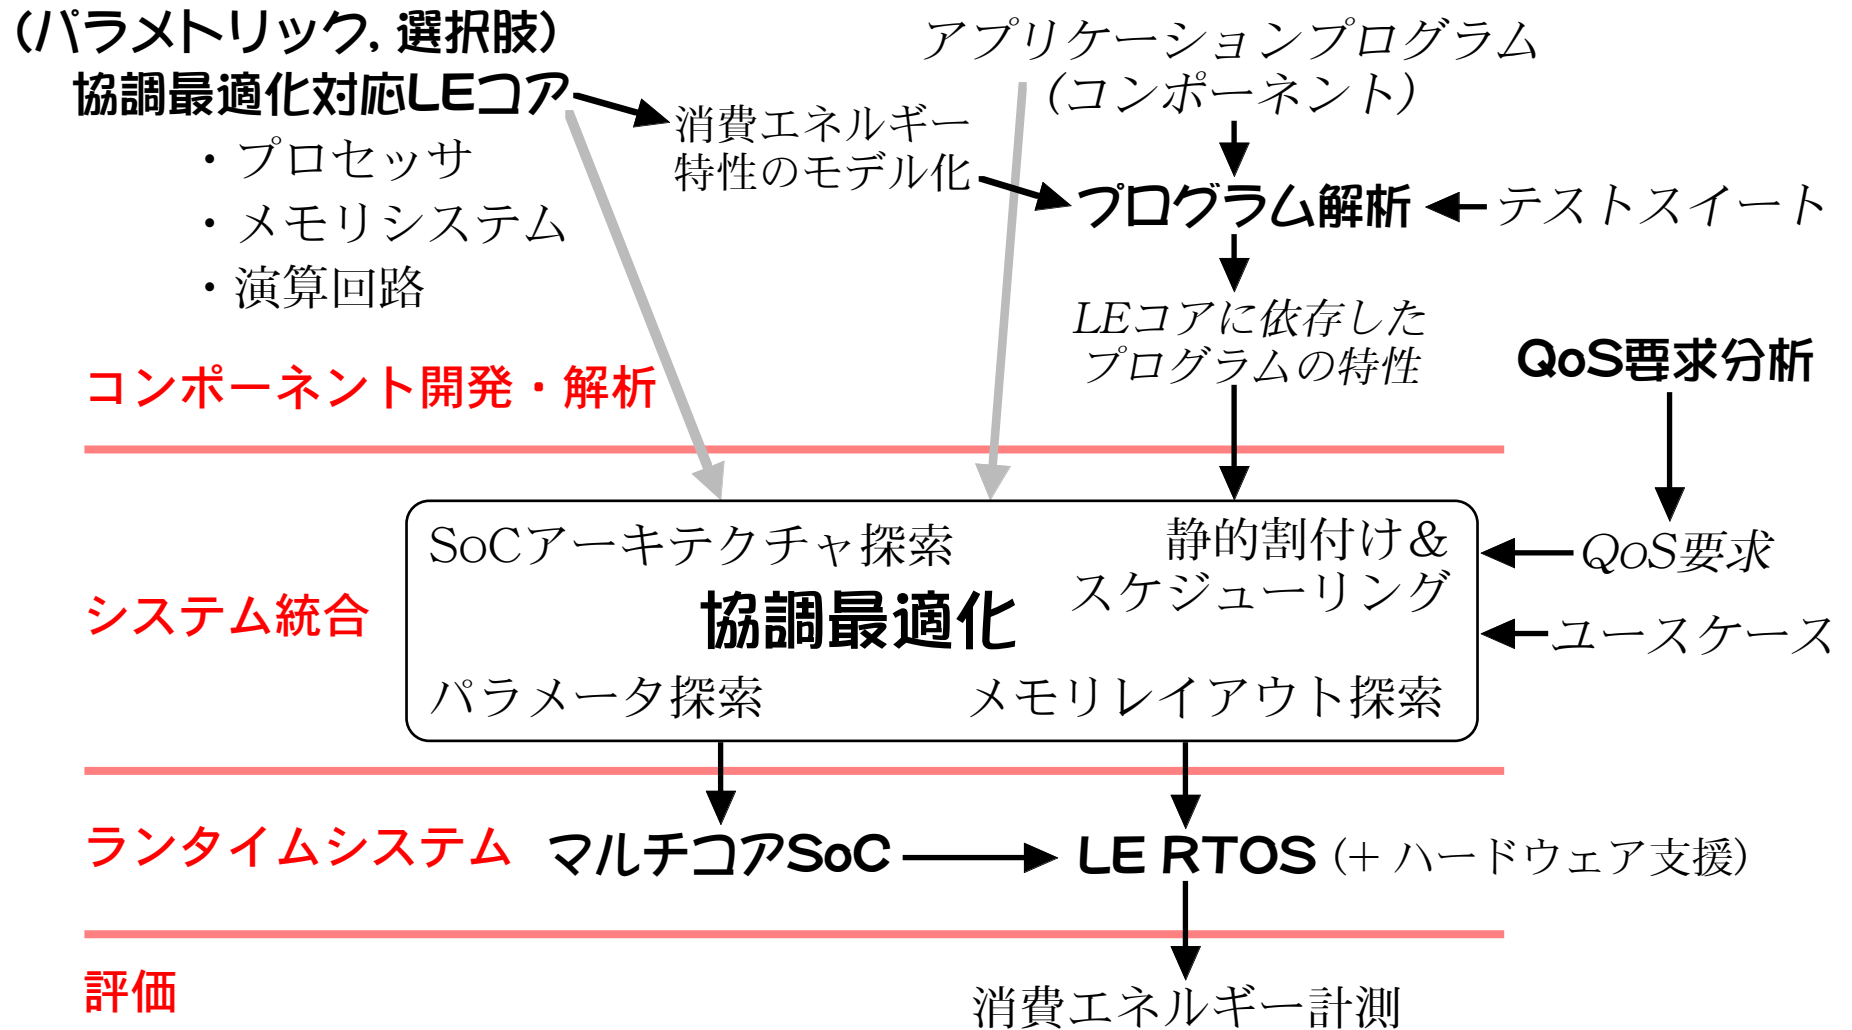 (パラメトリック, 選択肢)
協調最適化対応LEコア
・プロセッサ
・メモリシステム
・演算回路
消費エネルギー
特性のモデル化
アプリケーションプログラム
(コンポーネント)
プログラム解析
テストスイート
LEコアに依存した
プログラムの特性
QoS要求分析
コンポーネント開発・解析
SoCアーキテクチャ探索
静的割付け&
スケジューリング
QoS要求
システム統合
協調最適化
ユースケース
パラメータ探索
メモリレイアウト探索
ランタイムシステム
マルチコアSoC
LE RTOS (+ ハードウェア支援)
評価
消費エネルギー計測